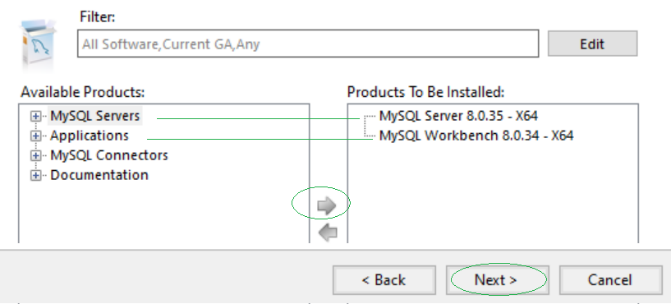 Filter:
All Software,Current GA,Any
Edit
Available Products:
Products To Be Installed:
MySQL Servers
Applications
MySQL Connectors
Documentation
MySQL Server 8.0.35 - X64
MySQL Workbench 8.0.34 - X64
< Back
Next >
Cancel